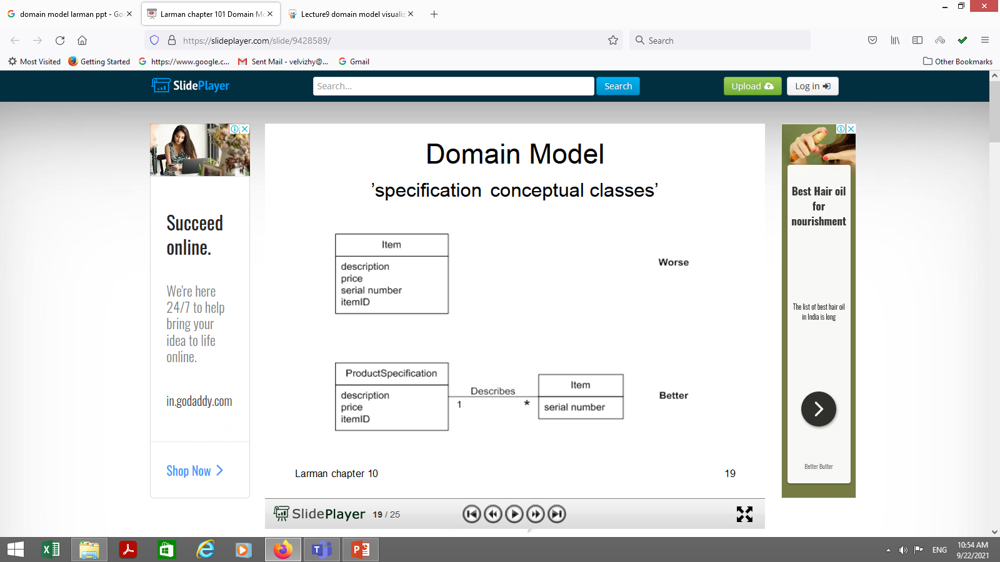 domain model larman ppt - Go
Larman chapter 101 Domain Mo
Lecture9 domain model visualiz
https://slideplayer.com/slide/9428589/
Search
Most Visited
Getting Started
https://www.google.c...
Sent Mail - velvizhy@...
Gmail
Other Bookmarks
SlidePlayer
Search...
Search
Upload
Log in
Succeed
online.
We're here
24/7 to help
bring your
idea to life
online.
in.godaddy.com
Shop Now
Domain Model
’specification conceptual classes’
Item
description
price
serial number
itemID
Worse
ProductSpecification
description
price
itemID
Describes
1
*
Item
serial number
Better
Larman chapter 10
19
SlidePlayer
19 / 25
Best Hair oil
for
nourishment
The list of best hair oil
in India is long
Better Butter
ENG
10:54 AM
9/22/2021